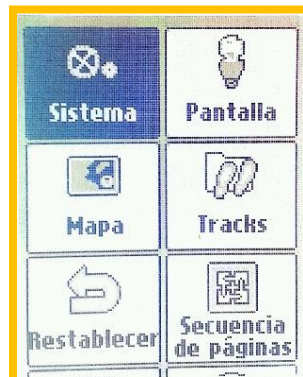 Sistema
Pantalla
Mapa
Tracks
Restablecer
Secuencia
de páginas